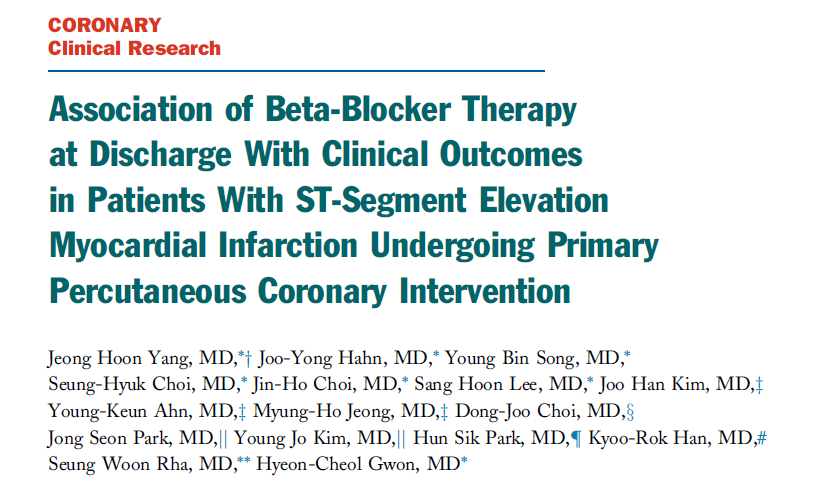 CORONARY
Clinical Research
Association of Beta-Blocker Therapy
at Discharge With Clinical Outcomes
in Patients With ST-Segment Elevation
Myocardial Infarction Undergoing Primary
Percutaneous Coronary Intervention
Jeong Hoon Yang, MD,*† Joo-Yong Hahn, MD,* Young Bin Song, MD,*
Seung-Hyuk Choi, MD,* Jin-Ho Choi, MD,* Sang Hoon Lee, MD,* Joo Han Kim, MD,‡
Young-Keun Ahn, MD,‡ Myung-Ho Jeong, MD,‡ Dong-Joo Choi, MD,§
Jong Seon Park, MD,|| Young Jo Kim, MD,|| Hun Sik Park, MD,¶ Kyoo-Rok Han, MD,#
Seung Woon Rha, MD,** Hyeon-Cheol Gwon, MD*